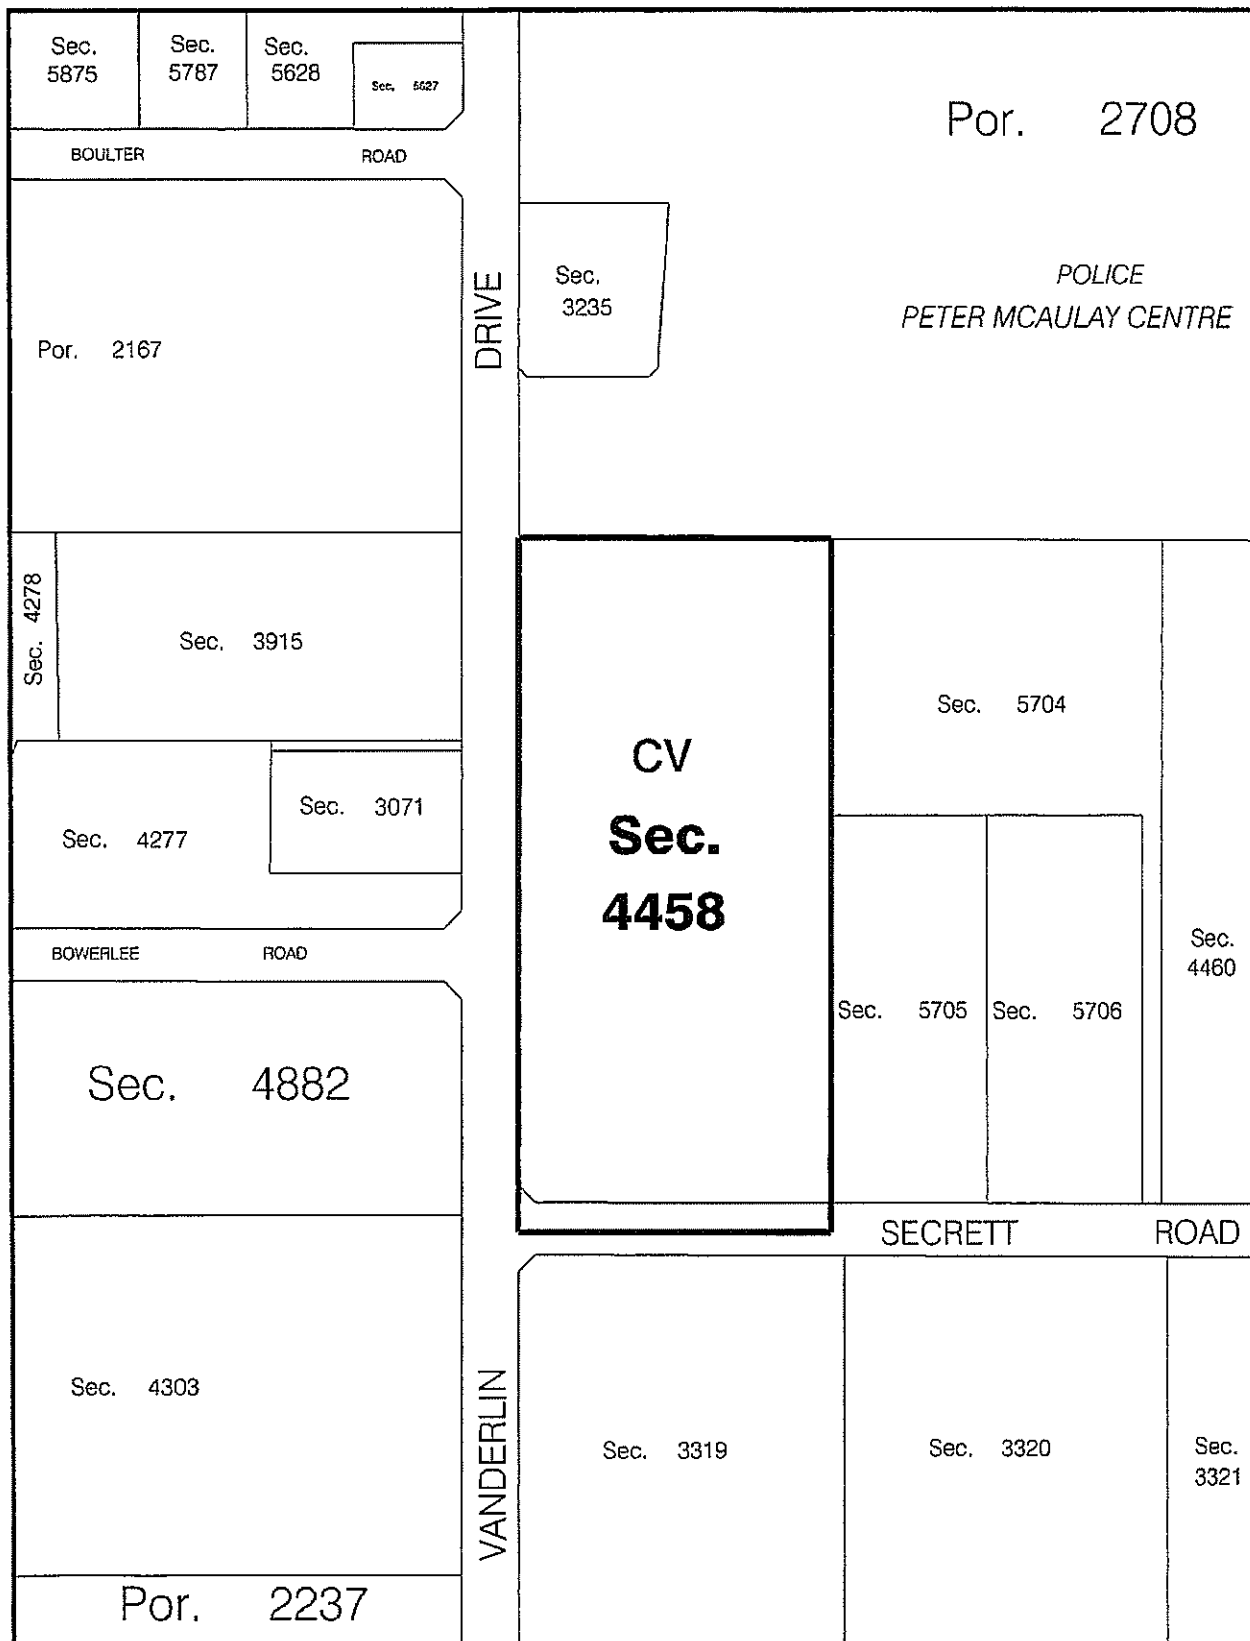 Sec.
5875
Sec.
5787
Sec.
5628
Sec. 5627
Por. 2708
BOULTER ROAD
Sec.
3235
POLICE
PETER MCAULAY CENTRE
DRIVE
Por. 2167
Sec. 4278
Sec. 3915
Sec. 5704
CV
Sec.
4458
Sec. 3071
Sec. 4277
BOWERLEE ROAD
Sec.
4460
Sec. 5705
Sec. 5706
Sec. 4882
SECRETT ROAD
Sec. 4303
VANDERLIN
Sec. 3319
Sec. 3320
Sec.
3321
Por. 2237